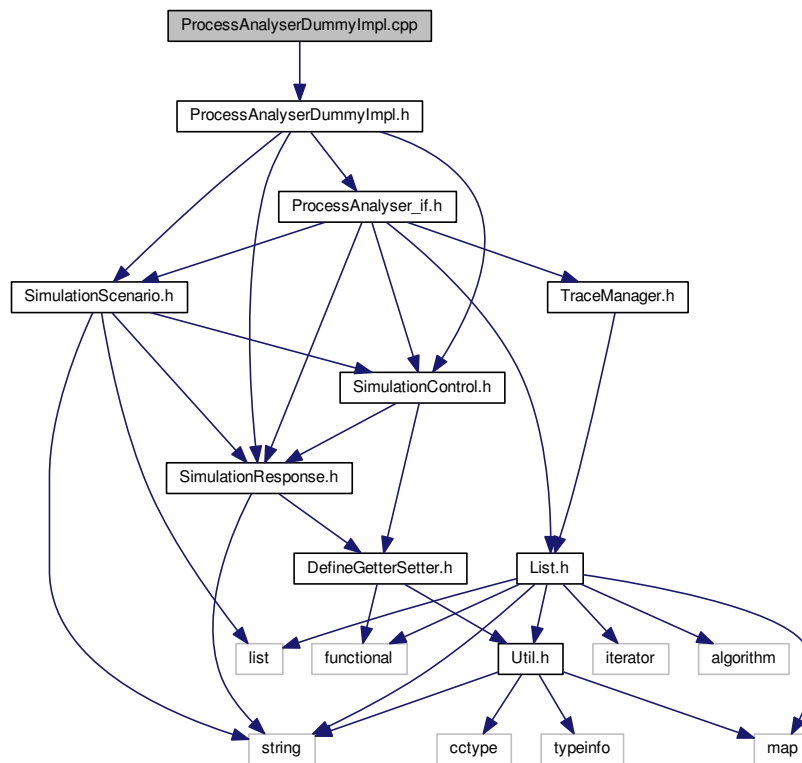 ProcessAnalyserDummyImpl.cpp
ProcessAnalyserDummyImpl.h
ProcessAnalyser_if.h
SimulationScenario.h
TraceManager.h
SimulationControl.h
SimulationResponse.h
DefineGetterSetter.h
List.h
list
functional
Util.h
iterator
algorithm
string
cctype
typeinfo
map